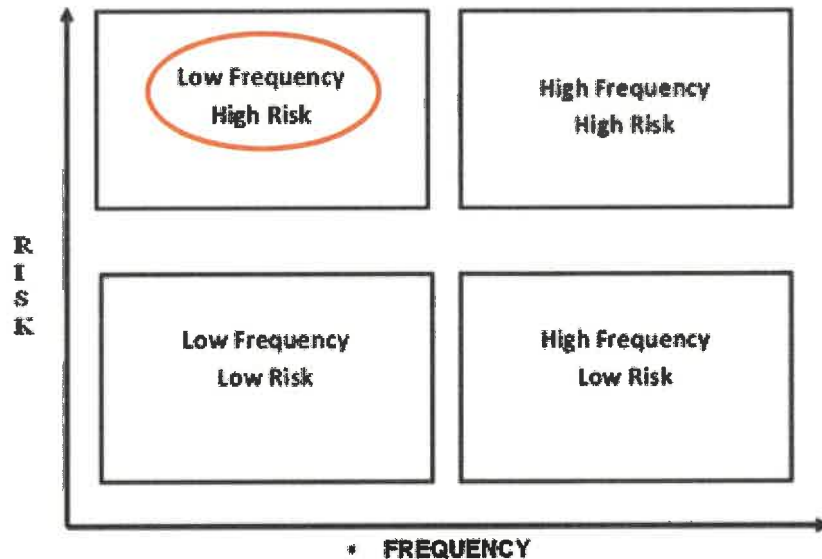 Low Frequency
High Risk
High Frequency
High Risk
R
I
S
K
Low Frequency
Low Risk
High Frequency
Low Risk
• FREQUENCY